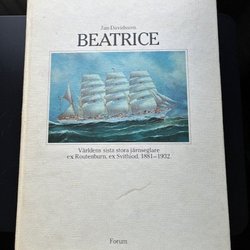 Jan Davidsson
BEATRICE
Världens sista stora järnseglare
ex Routenburn, ex Svithiod, 1881–1932
Forum